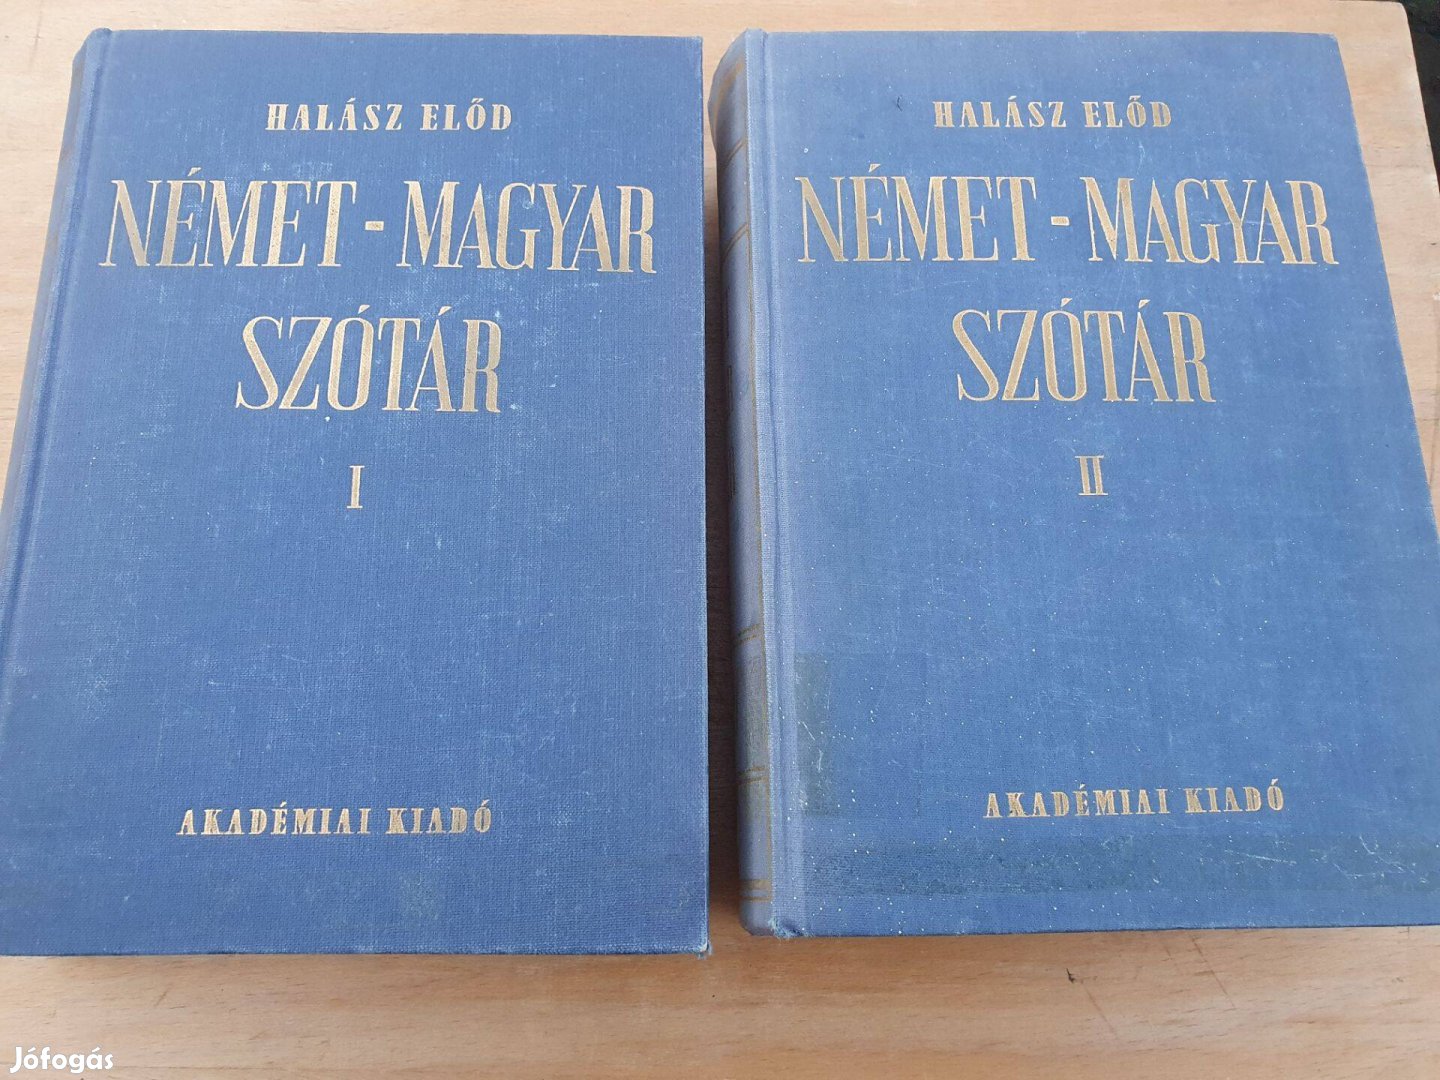 HALÁSZ ELŐD
NÉMET-MAGYAR
SZÓTÁR
I
AKADÉMIAI KIADÓ
HALÁSZ ELŐD
NÉMET-MAGYAR
SZÓTÁR
II
AKADÉMIAI KIADÓ
Jófogás